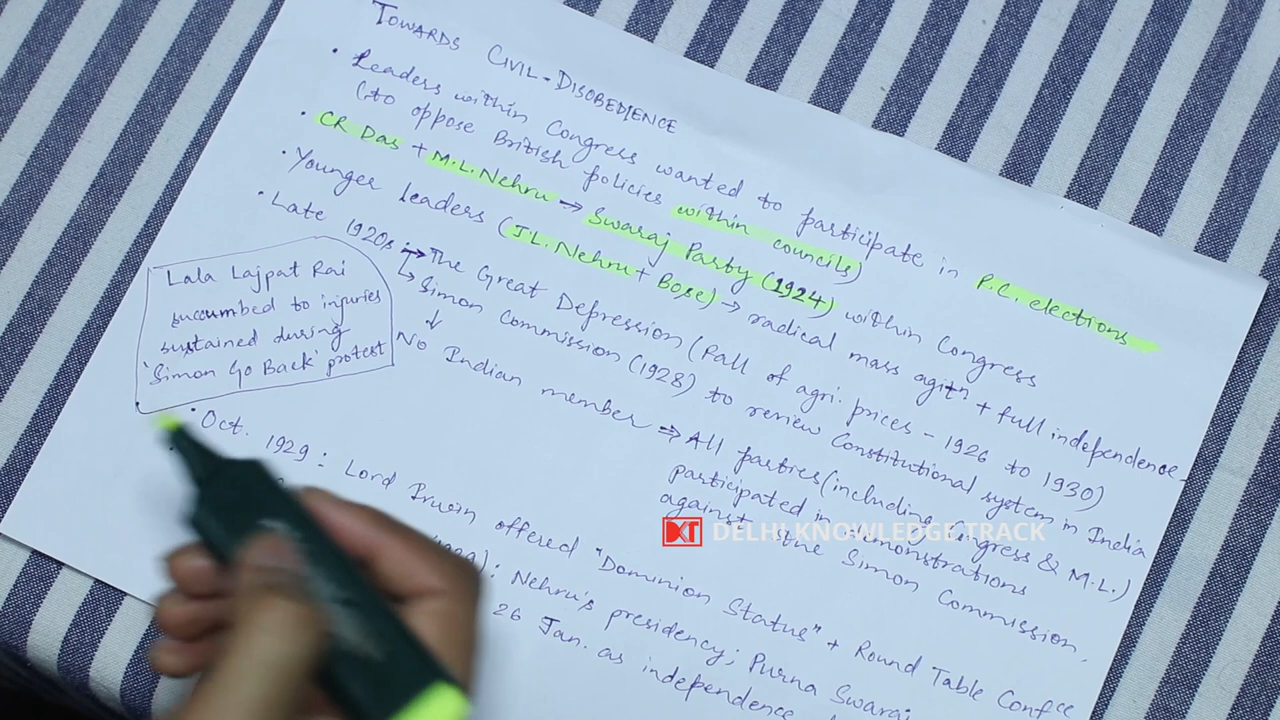 TOWARDS CIVIL-DISOBEDIENCE
• Leaders within Congress wanted to participate in P.C. elections
(to oppose British policies within councils)
• CR Das + M.L. Nehru → Swaraj Party (1924) within Congress
• Younger leaders (J.L. Nehru + Bose) → radical mass agitn + full independence
• Late 1920s → The Great Depression (Fall of agri. prices - 1926 to 1930)
↳ Simon Commission (1928) to review Constitutional system in India
↓
No Indian member ⇒ All parties (including Congress & M.L.)
participated in demonstrations
against the Simon Commission.
Lala Lajpat Rai
succumbed to injuries
sustained during
'Simon Go Back' protest
• Oct. 1929: Lord Irwin offered "Dominion Status" + Round Table Confce
(1929): Nehru's presidency; Purna Swaraj
26 Jan. as independence
DKT DELHI KNOWLEDGE TRACK